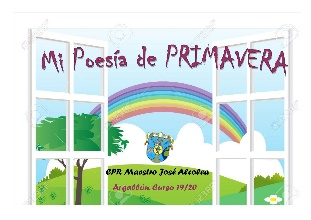 Mi Poesía de PRIMAVERA
CPR Maestro José Alcolea
Argallón Curso 19/20